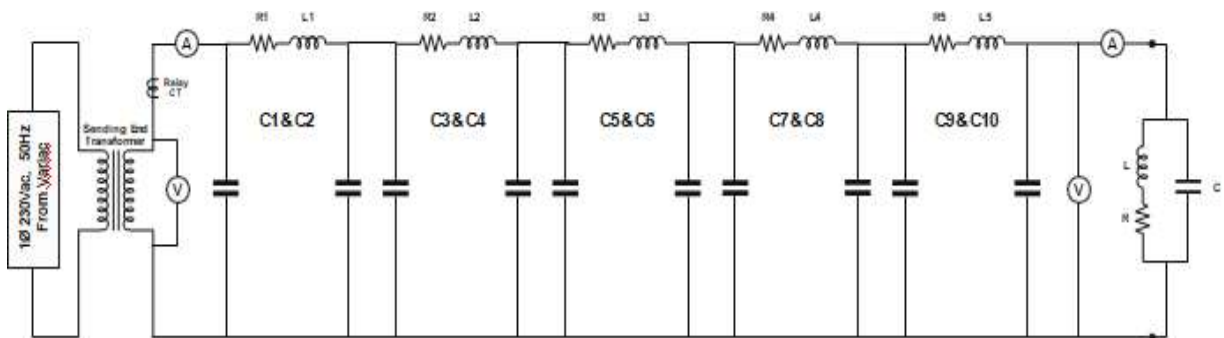 R1 L1 R2 L2 R3 L3 R4 L4 R5 L5
A A
Relay
CT
1Ø 230Vac, 50Hz
From Varias
Sending End
Transformer
C1&C2 C3&C4 C5&C6 C7&C8 C9&C10
V V
L
R
C